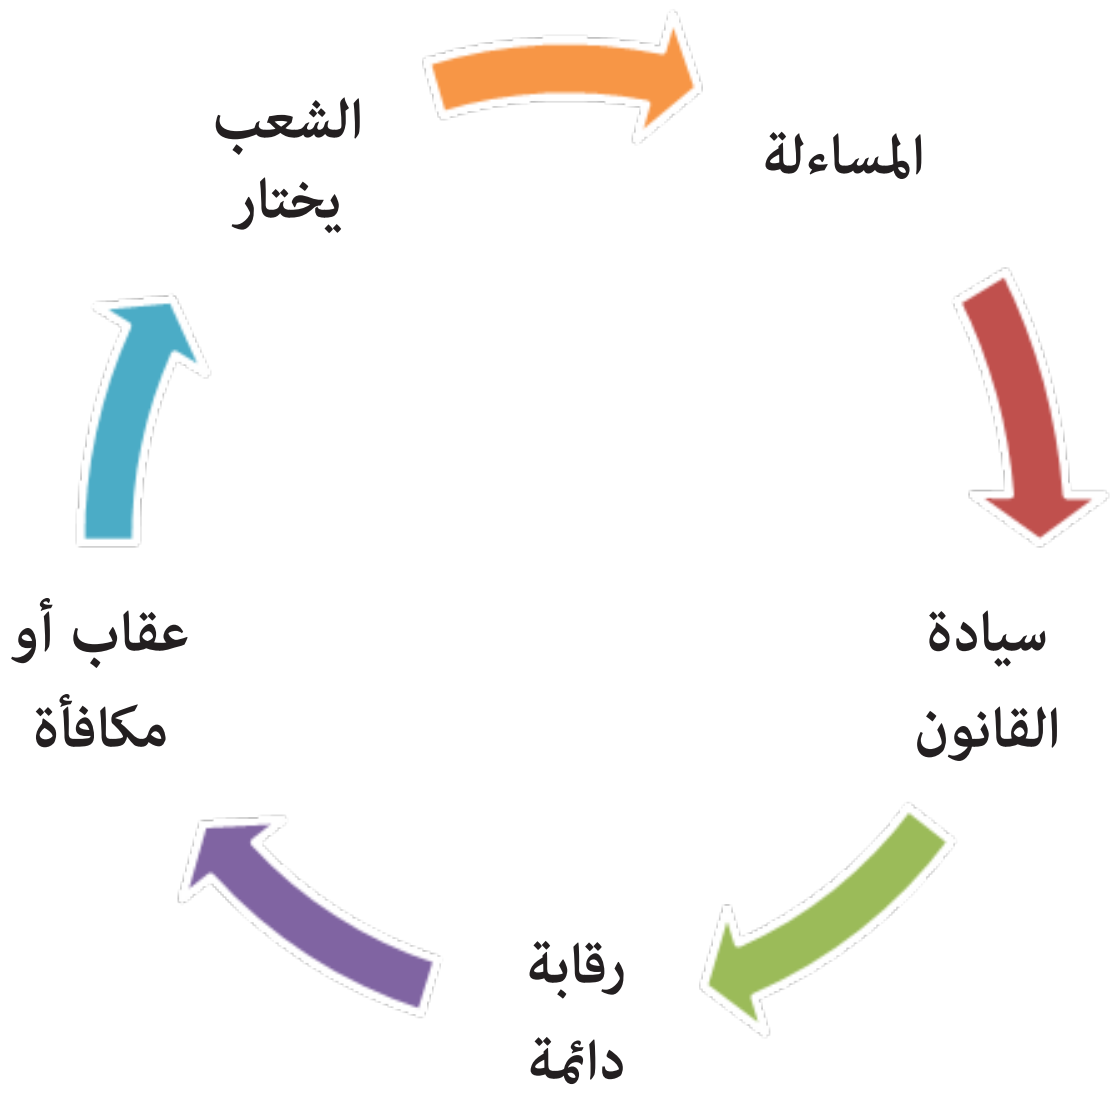 الشعب
يختار
المساءلة
سيادة
القانون
رقابة
دائمة
عقاب أو
مكافأة